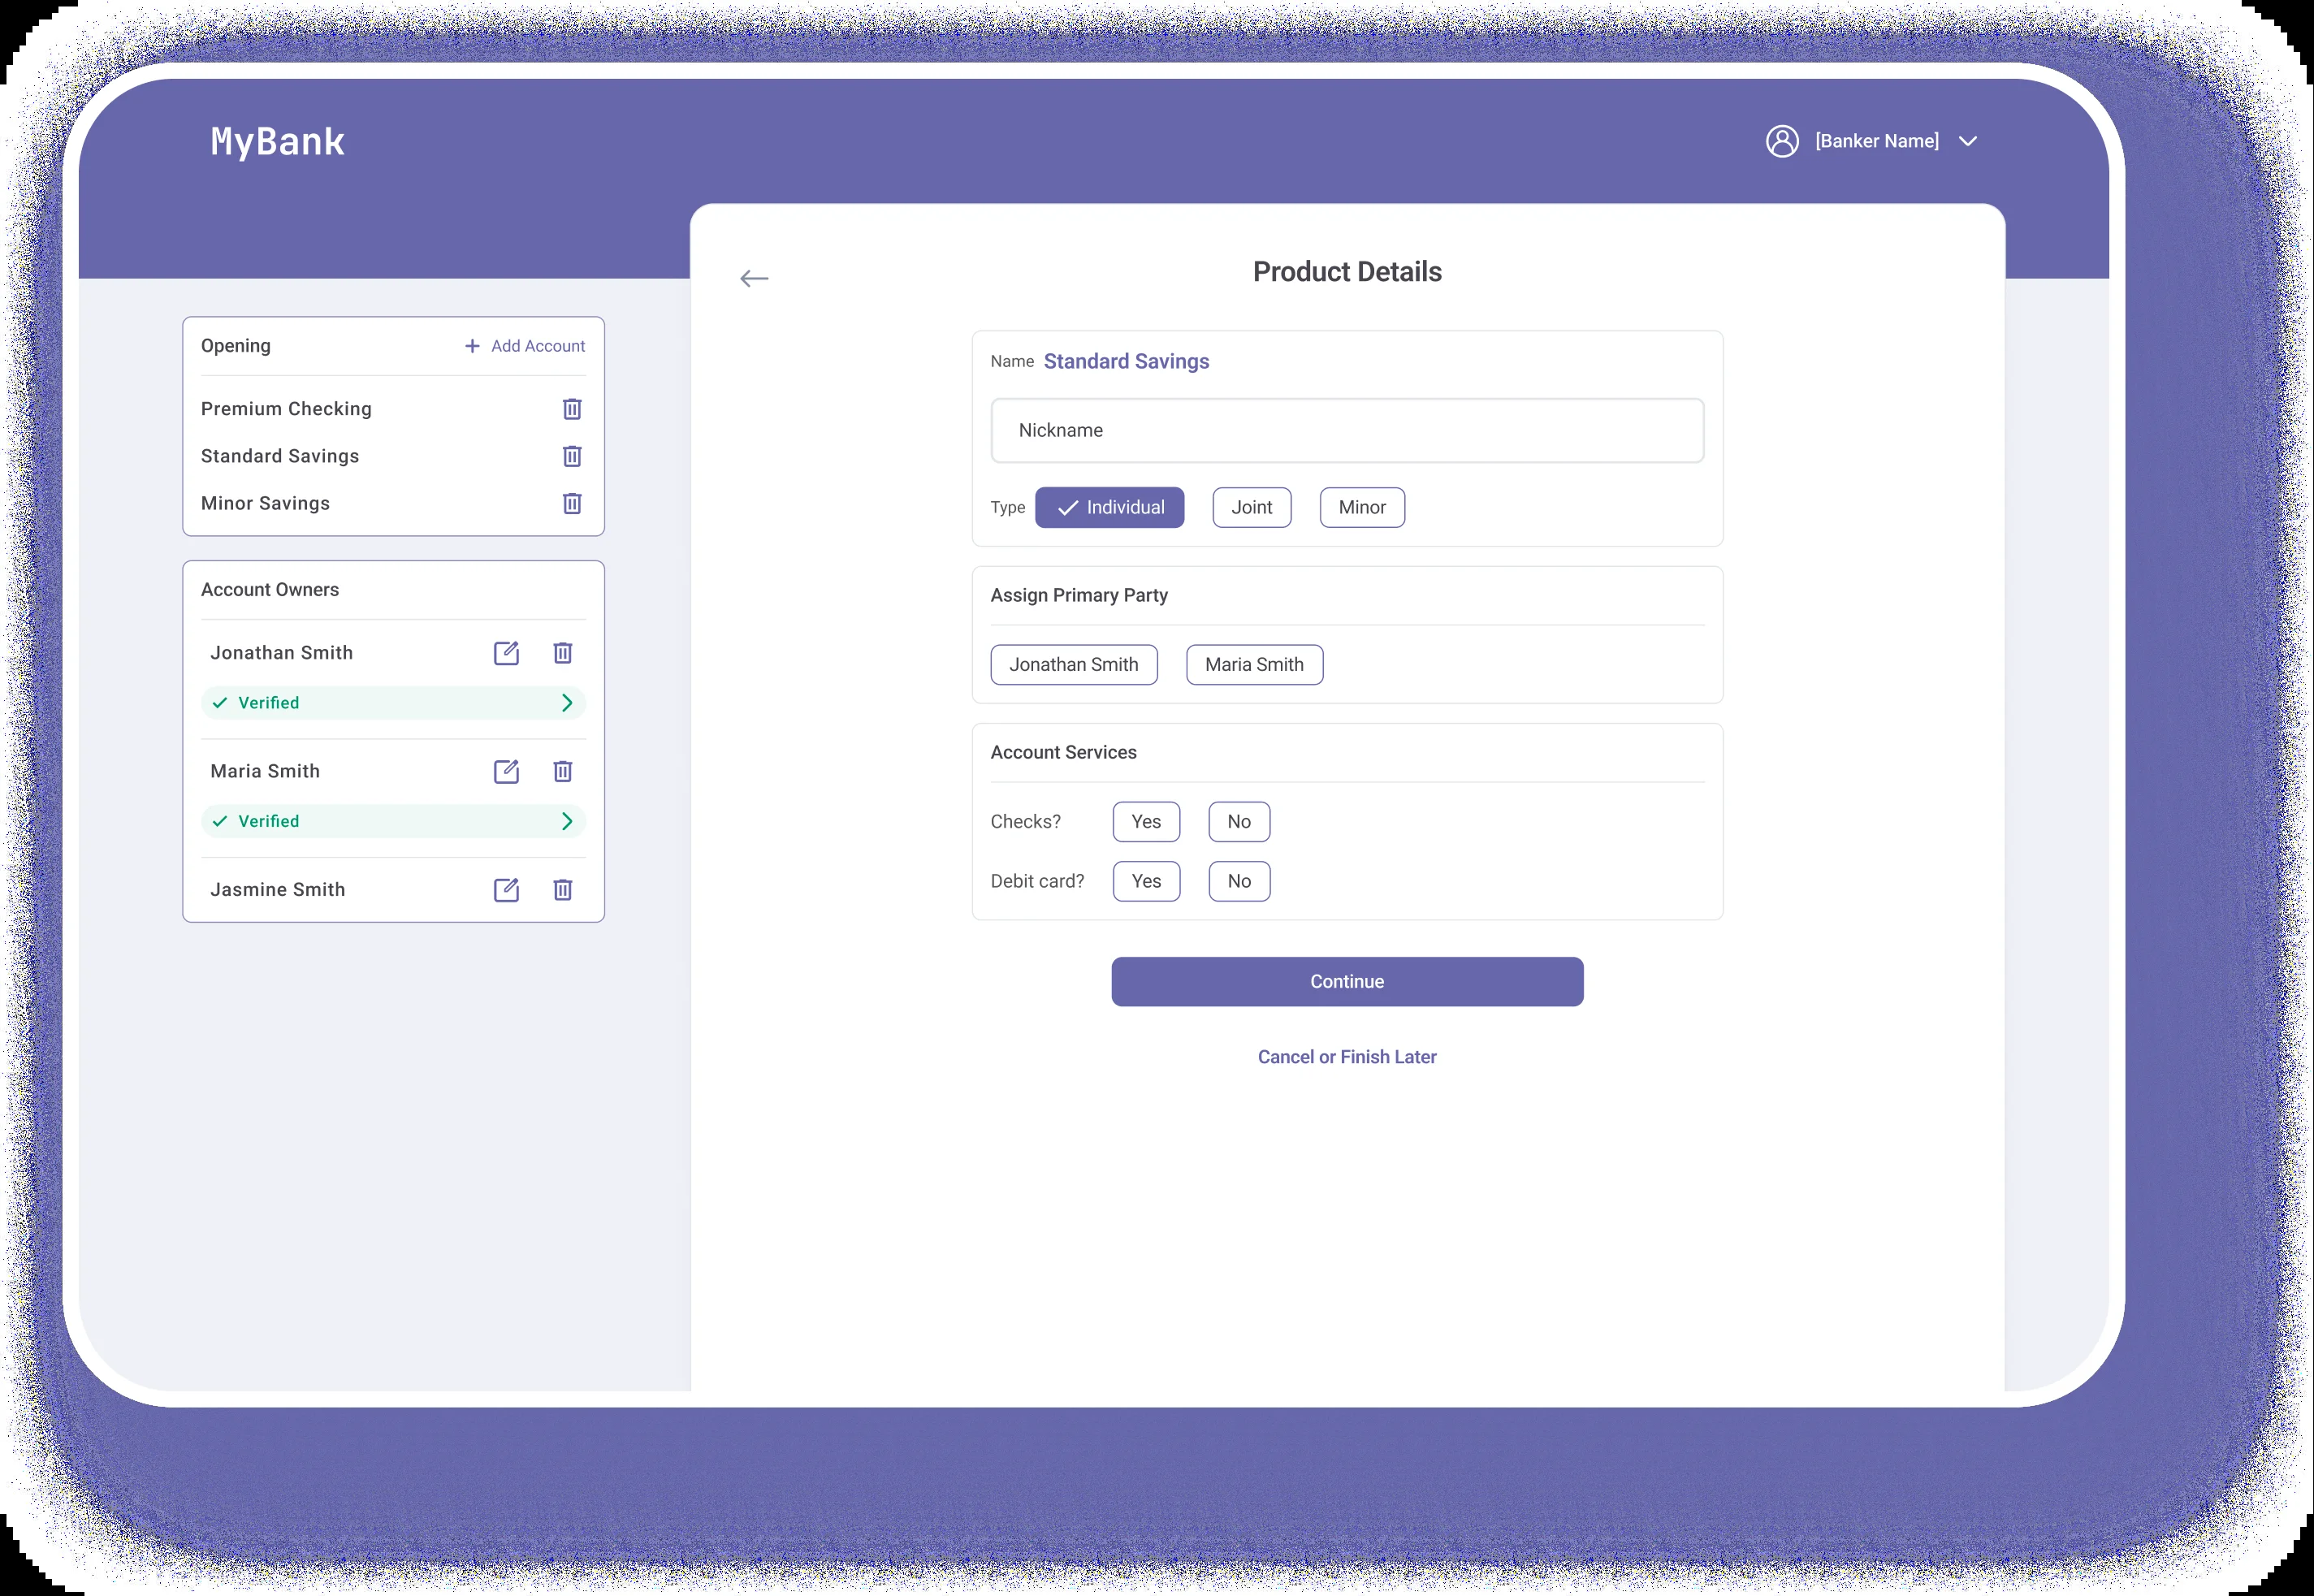 MyBank
[Banker Name]
Opening
+ Add Account
Premium Checking
Standard Savings
Minor Savings
Account Owners
Jonathan Smith
Verified
Maria Smith
Verified
Jasmine Smith
Product Details
Name Standard Savings
Nickname
Type Individual Joint Minor
Assign Primary Party
Jonathan Smith Maria Smith
Account Services
Checks? Yes No
Debit card? Yes No
Continue
Cancel or Finish Later